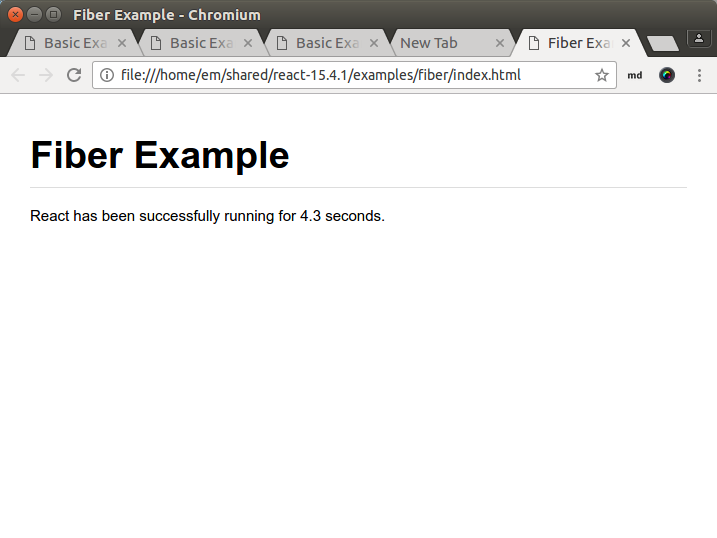 Fiber Example - Chromium
Basic Exa
Basic Exa
Basic Exa
New Tab
Fiber Exa
file:///home/em/shared/react-15.4.1/examples/fiber/index.html
md
Fiber Example
React has been successfully running for 4.3 seconds.